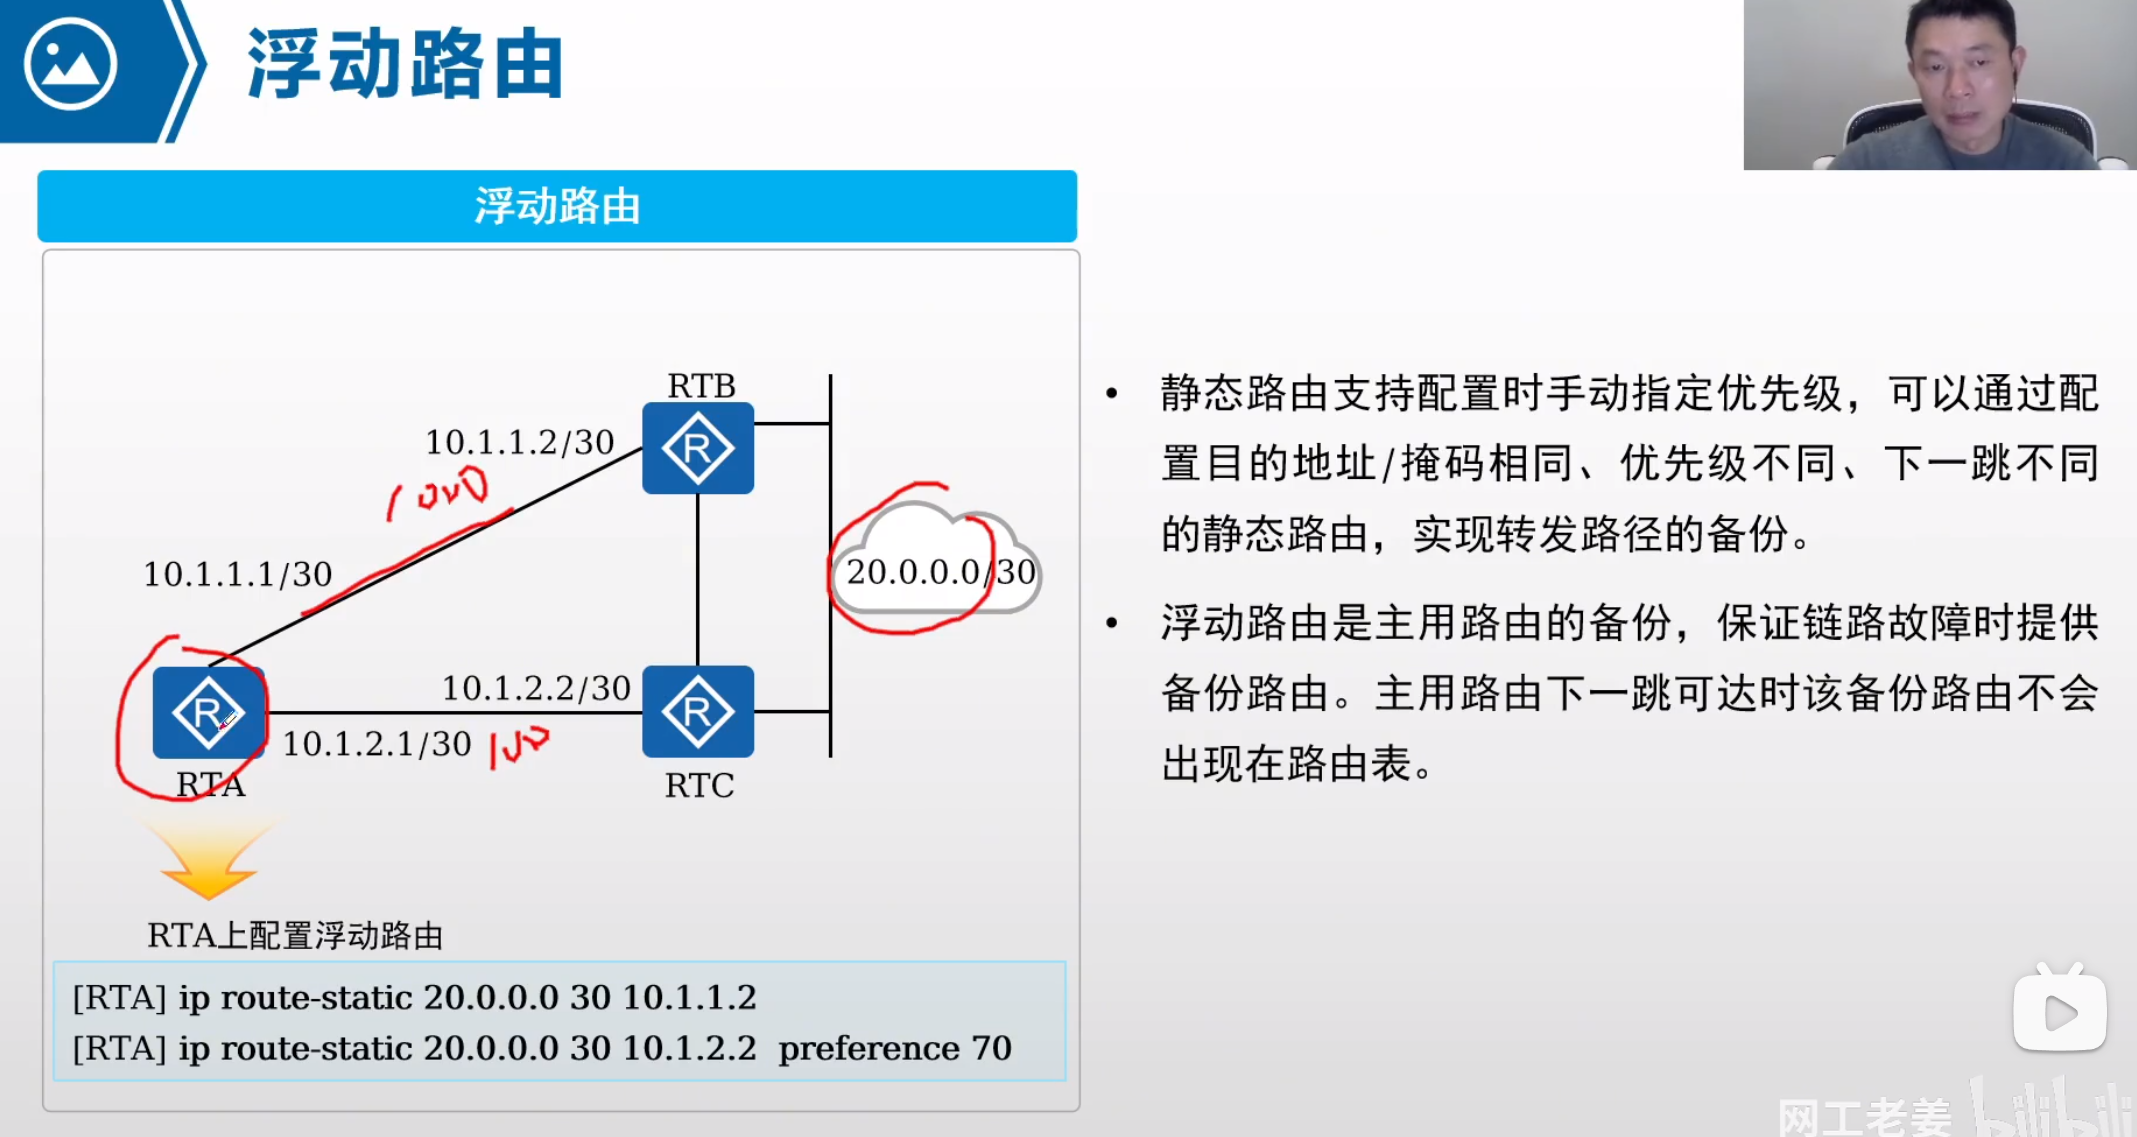 浮动路由
浮动路由
RTB
10.1.1.2/30
1000
10.1.1.1/30
20.0.0.0/30
10.1.2.2/30
10.1.2.1/30
100
RTA
RTC
RTA上配置浮动路由
[RTA] ip route-static 20.0.0.0 30 10.1.1.2
[RTA] ip route-static 20.0.0.0 30 10.1.2.2 preference 70
• 静态路由支持配置时手动指定优先级，可以通过配
置目的地址/掩码相同、优先级不同、下一跳不同
的静态路由，实现转发路径的备份。
• 浮动路由是主用路由的备份，保证链路故障时提供
备份路由。主用路由下一跳可达时该备份路由不会
出现在路由表。
网工老姜 bilibili